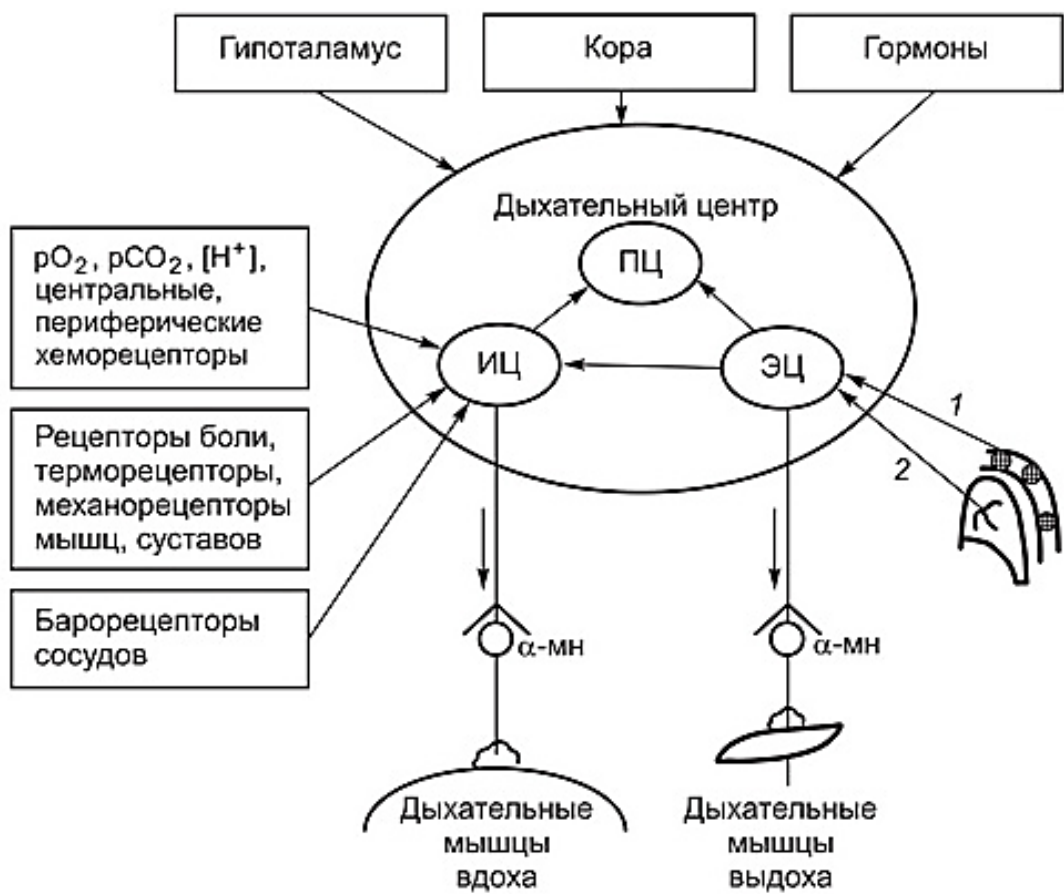 Гипоталамус
Кора
Гормоны
Дыхательный центр
ПЦ
ИЦ
ЭЦ
pO₂, pCO₂, [H⁺],
центральные,
периферические
хеморецепторы
Рецепторы боли,
терморецепторы,
механорецепторы
мышц, суставов
Барорецепторы
сосудов
1
2
α-мн
α-мн
Дыхательные
мышцы
вдоха
Дыхательные
мышцы
выдоха